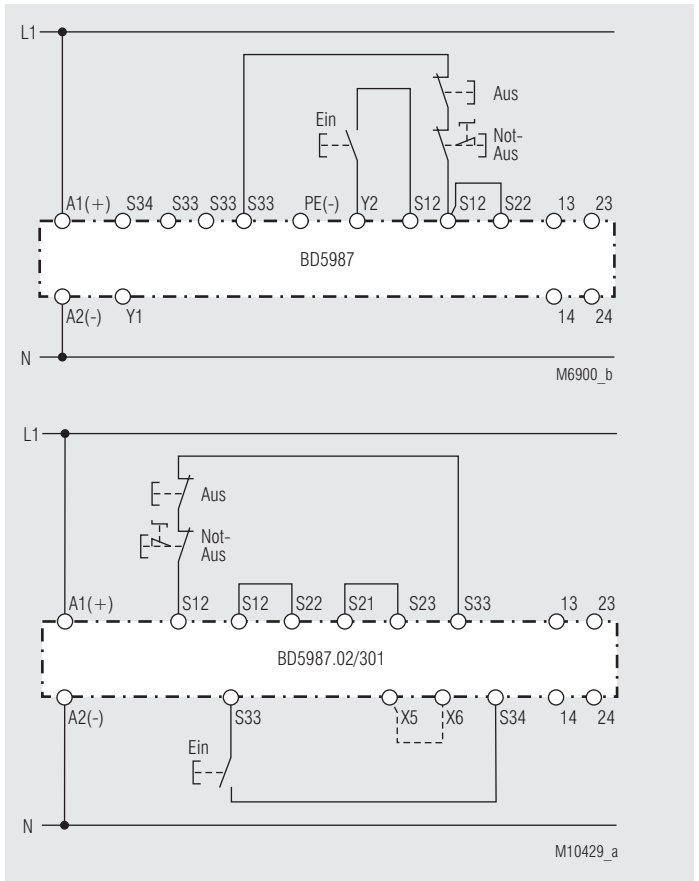 L1
Aus
Ein
Not-
Aus
A1(+) S34 S33 S33 S33 PE(-) Y2 S12 S12 S22 13 23
BD5987
A2(-) Y1 14 24
N
M6900_b
L1
Aus
Not-
Aus
A1(+) S12 S12 S22 S21 S23 S33 13 23
BD5987.02/301
A2(-) S33 X5 X6 S34 14 24
Ein
N
M10429_a